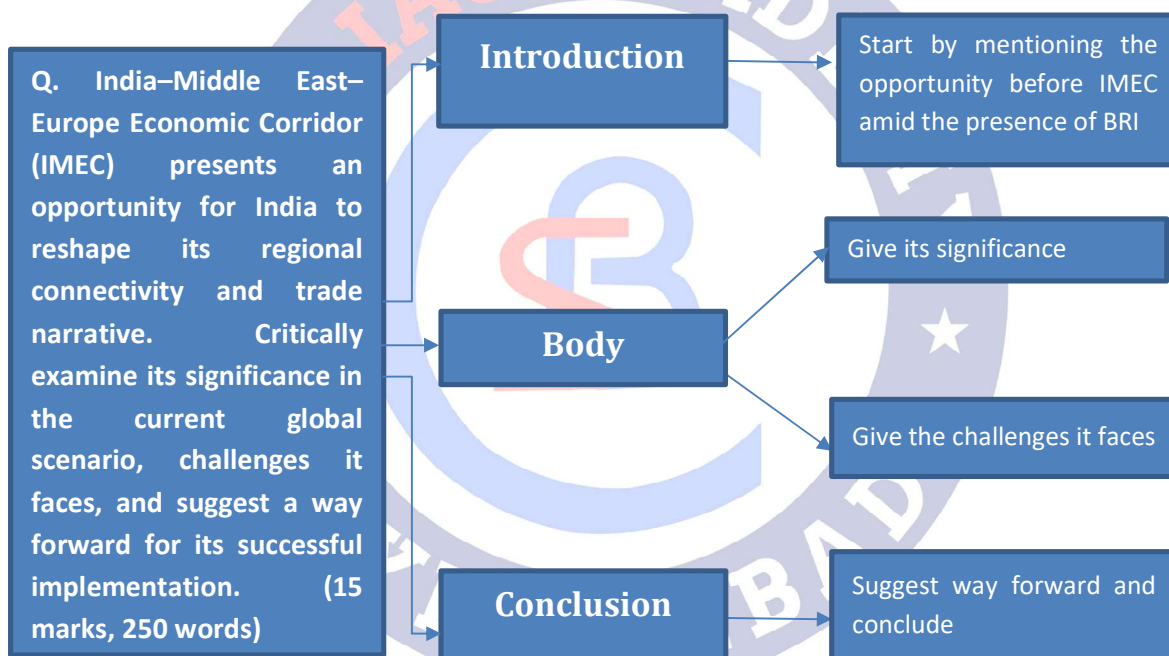 Q. India–Middle East–
Europe Economic Corridor
(IMEC) presents an
opportunity for India to
reshape its regional
connectivity and trade
narrative. Critically
examine its significance in
the current global
scenario, challenges it
faces, and suggest a way
forward for its successful
implementation. (15
marks, 250 words)
Introduction
Start by mentioning the
opportunity before IMEC
amid the presence of BRI
Body
Give its significance
Give the challenges it faces
Conclusion
Suggest way forward and
conclude